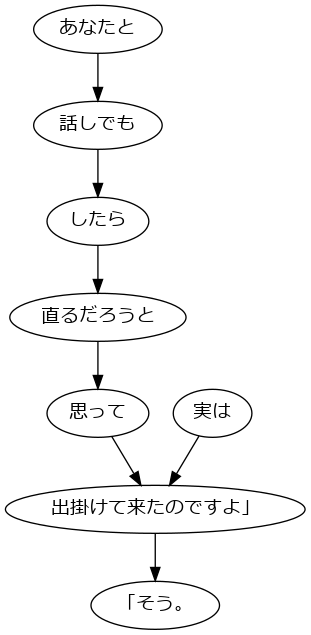 あなたと
話しでも
したら
直るだろうと
思って
実は
出掛けて来たのですよ」
「そう。